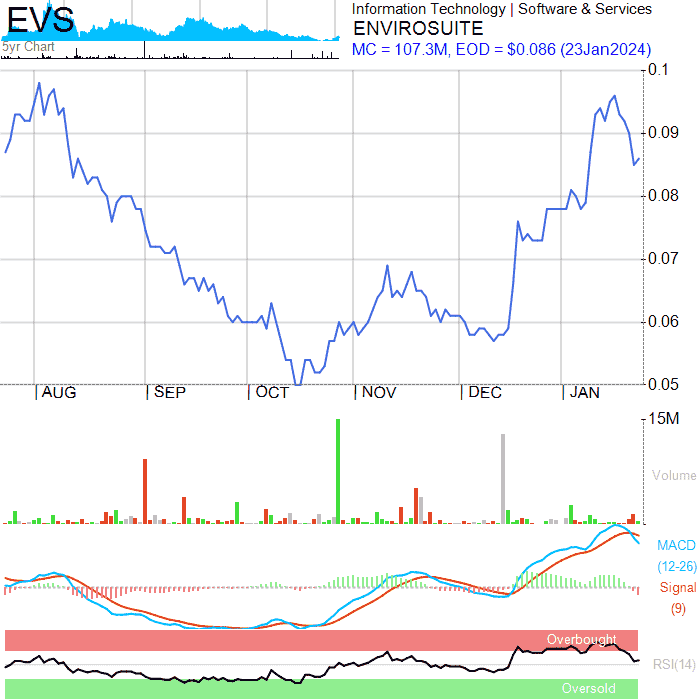 EVS
5yr Chart
Information Technology | Software & Services
ENVIROSUITE
MC = 107.3M, EOD = $0.086 (23Jan2024)
0.1
0.09
0.08
0.07
0.06
0.05
AUG SEP OCT NOV DEC JAN
15M
Volume
MACD
(12-26)
Signal
(9)
Overbought
RSI(14)
Oversold